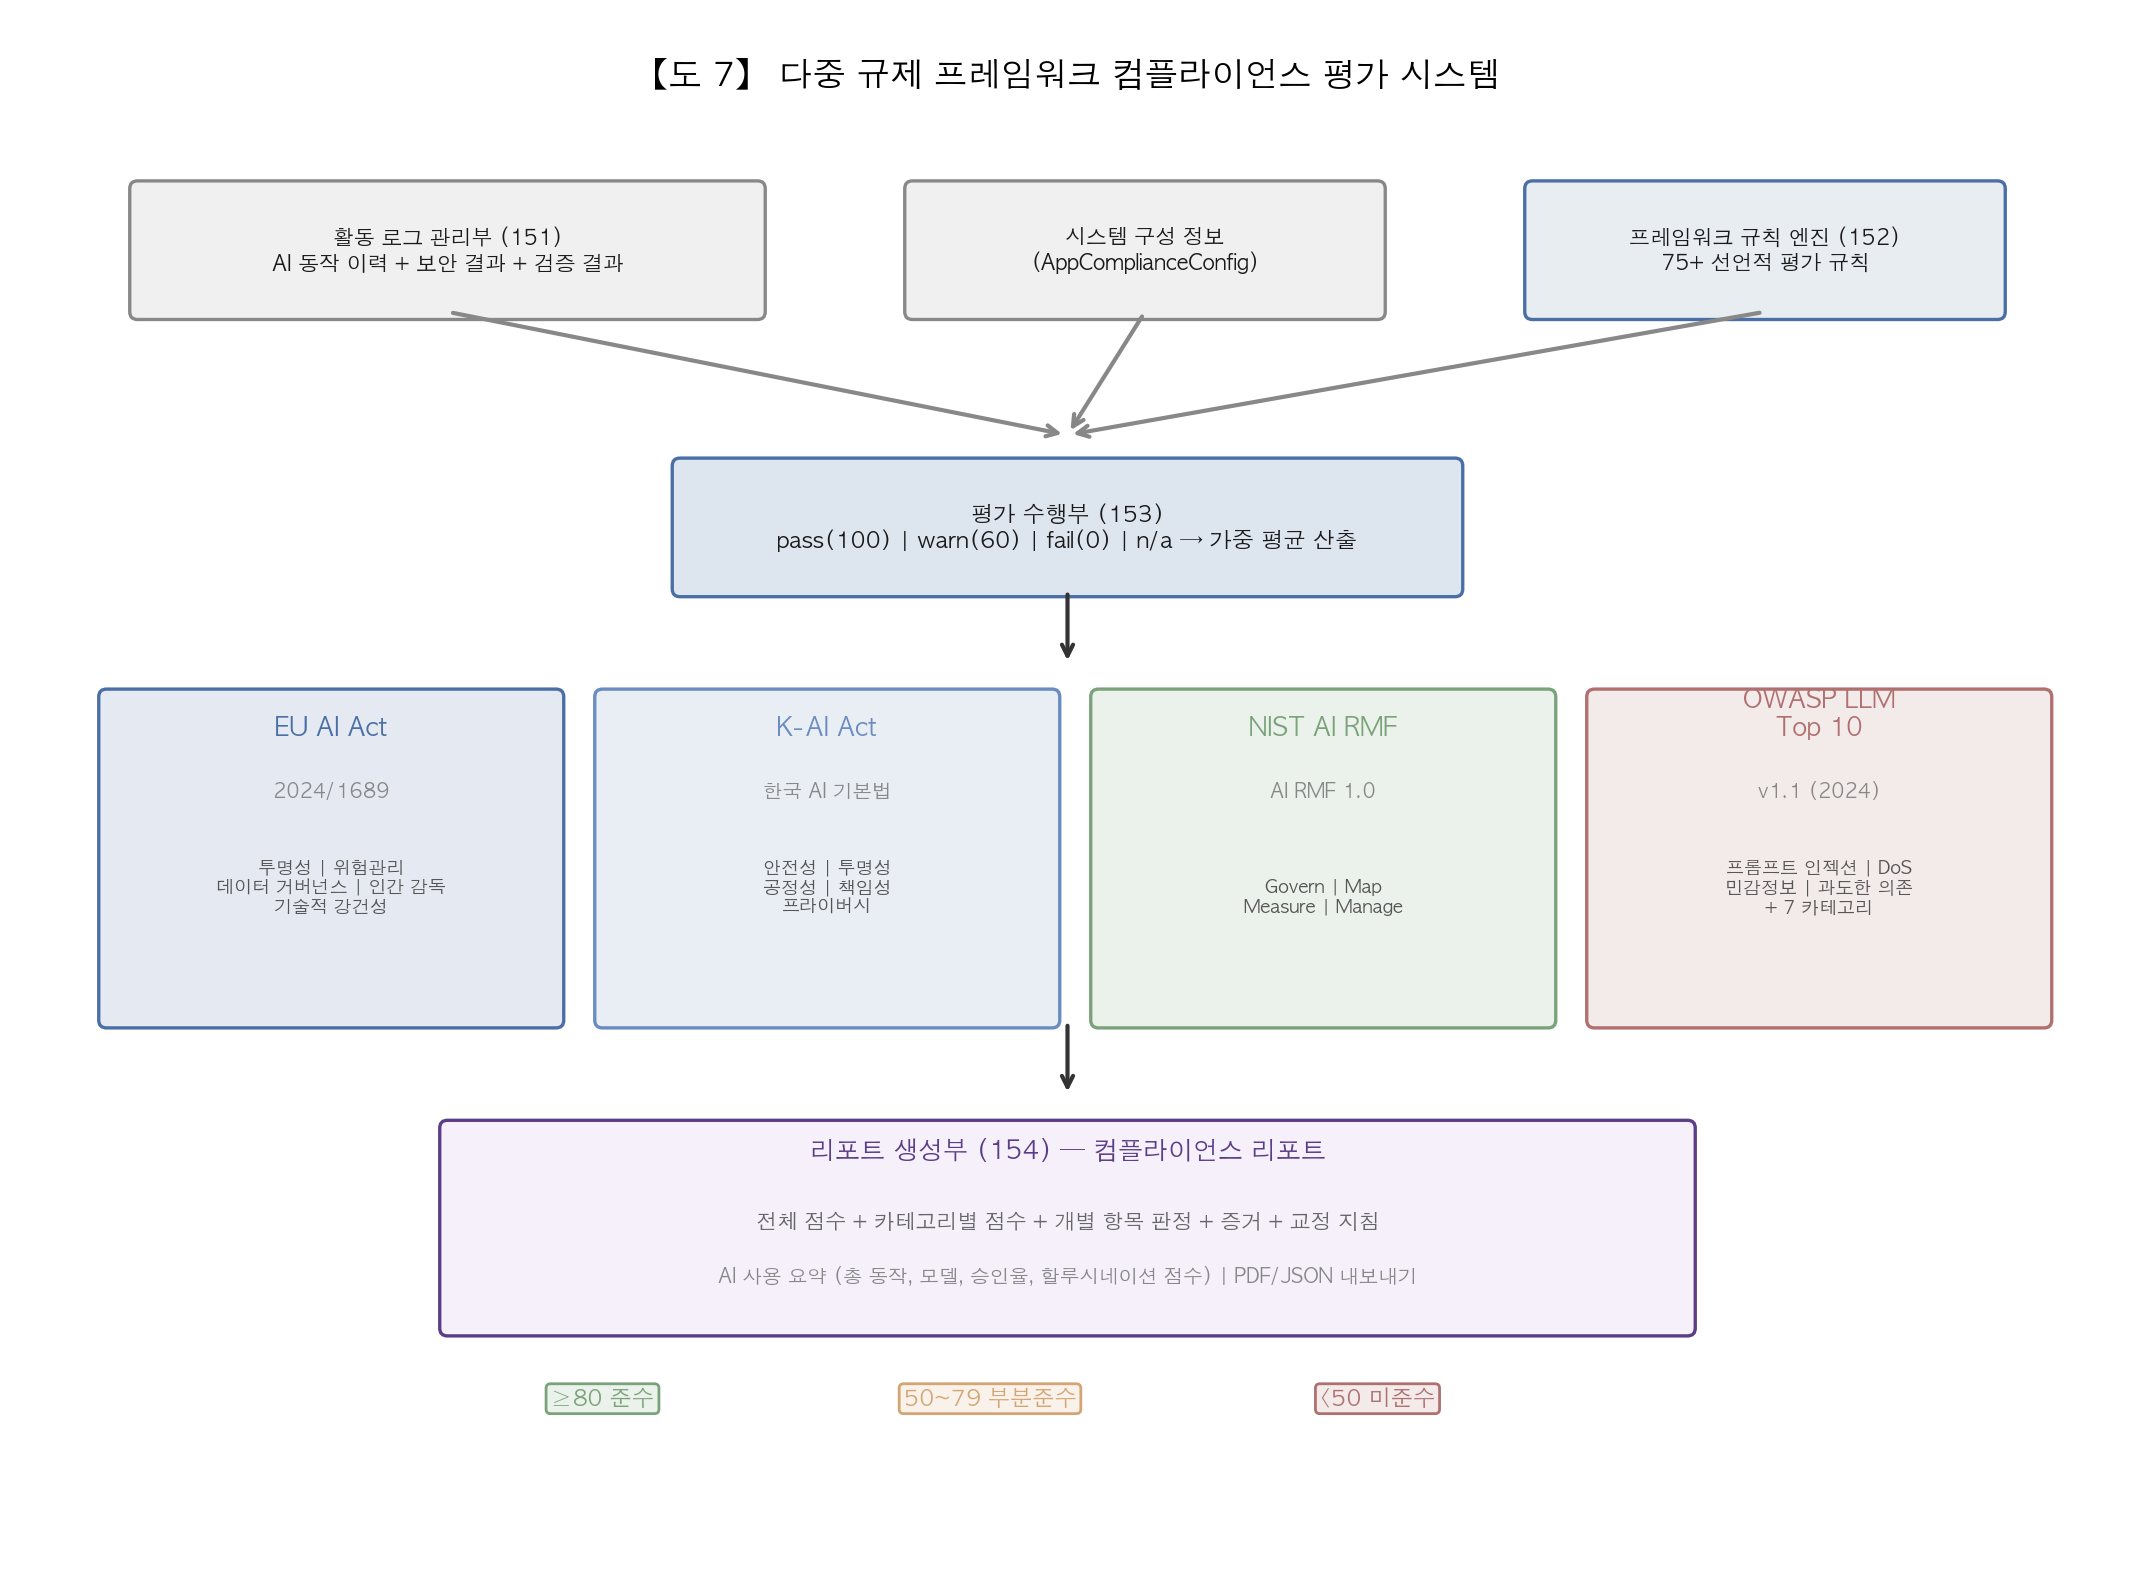 【도 7】 다중 규제 프레임워크 컴플라이언스 평가 시스템
활동 로그 관리부 (151)
AI 동작 이력 + 보안 결과 + 검증 결과
시스템 구성 정보
(AppComplianceConfig)
프레임워크 규칙 엔진 (152)
75+ 선언적 평가 규칙
평가 수행부 (153)
pass(100) | warn(60) | fail(0) | n/a → 가중 평균 산출
EU AI Act
2024/1689
투명성 | 위험관리
데이터 거버넌스 | 인간 감독
기술적 강건성
K-AI Act
한국 AI 기본법
안전성 | 투명성
공정성 | 책임성
프라이버시
NIST AI RMF
AI RMF 1.0
Govern | Map
Measure | Manage
OWASP LLM
Top 10
v1.1 (2024)
프롬프트 인젝션 | DoS
민감정보 | 과도한 의존
+ 7 카테고리
리포트 생성부 (154) — 컴플라이언스 리포트
전체 점수 + 카테고리별 점수 + 개별 항목 판정 + 증거 + 교정 지침
AI 사용 요약 (총 동작, 모델, 승인율, 할루시네이션 점수) | PDF/JSON 내보내기
≥80 준수
50~79 부분준수
<50 미준수